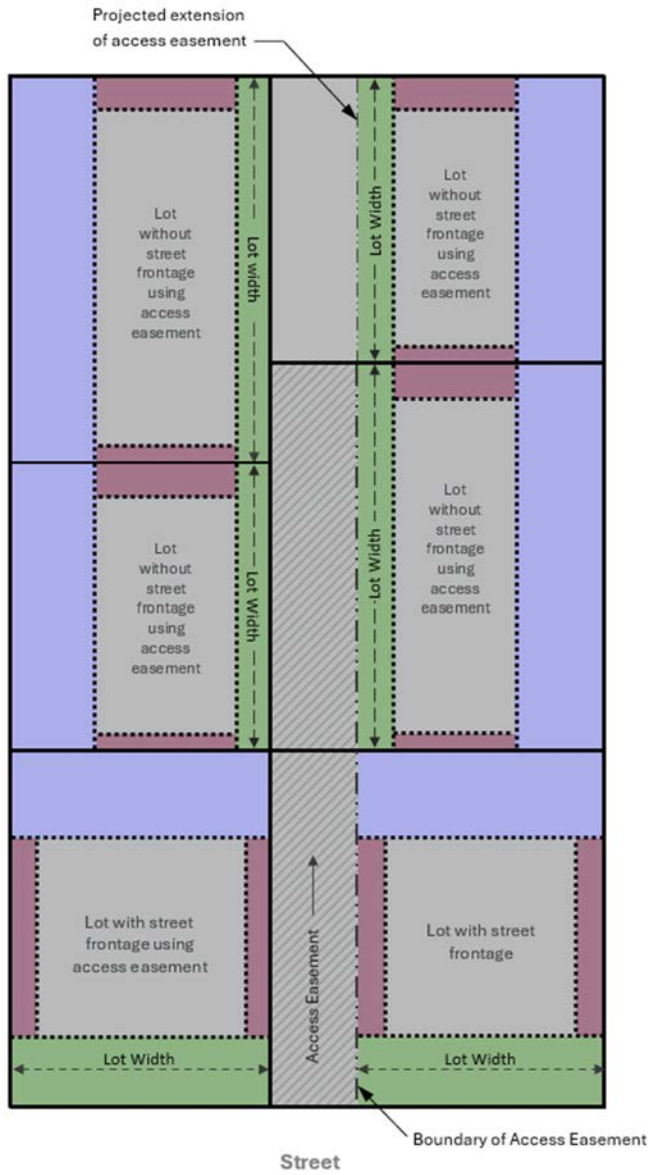 Projected extension
of access easement
Lot
without
street
frontage
using
access
easement
Lot width
Lot Width
Lot
without
street
frontage
using
access
easement
Lot
without
street
frontage
using
access
easement
Lot Width
Lot Width
Lot
without
street
frontage
using
access
easement
Lot with street
frontage using
access easement
Access Easement
Lot with street
frontage
Lot Width
Lot Width
Boundary of Access Easement
Street